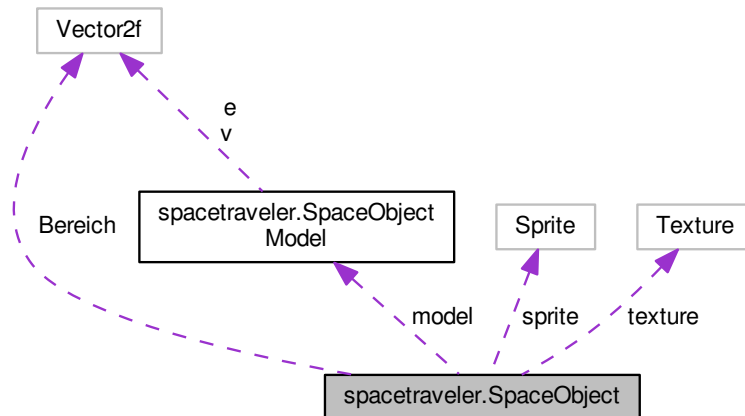 Vector2f
e
v
spacetraveler.SpaceObject
Model
Sprite
Texture
Bereich
model
sprite
texture
spacetraveler.SpaceObject